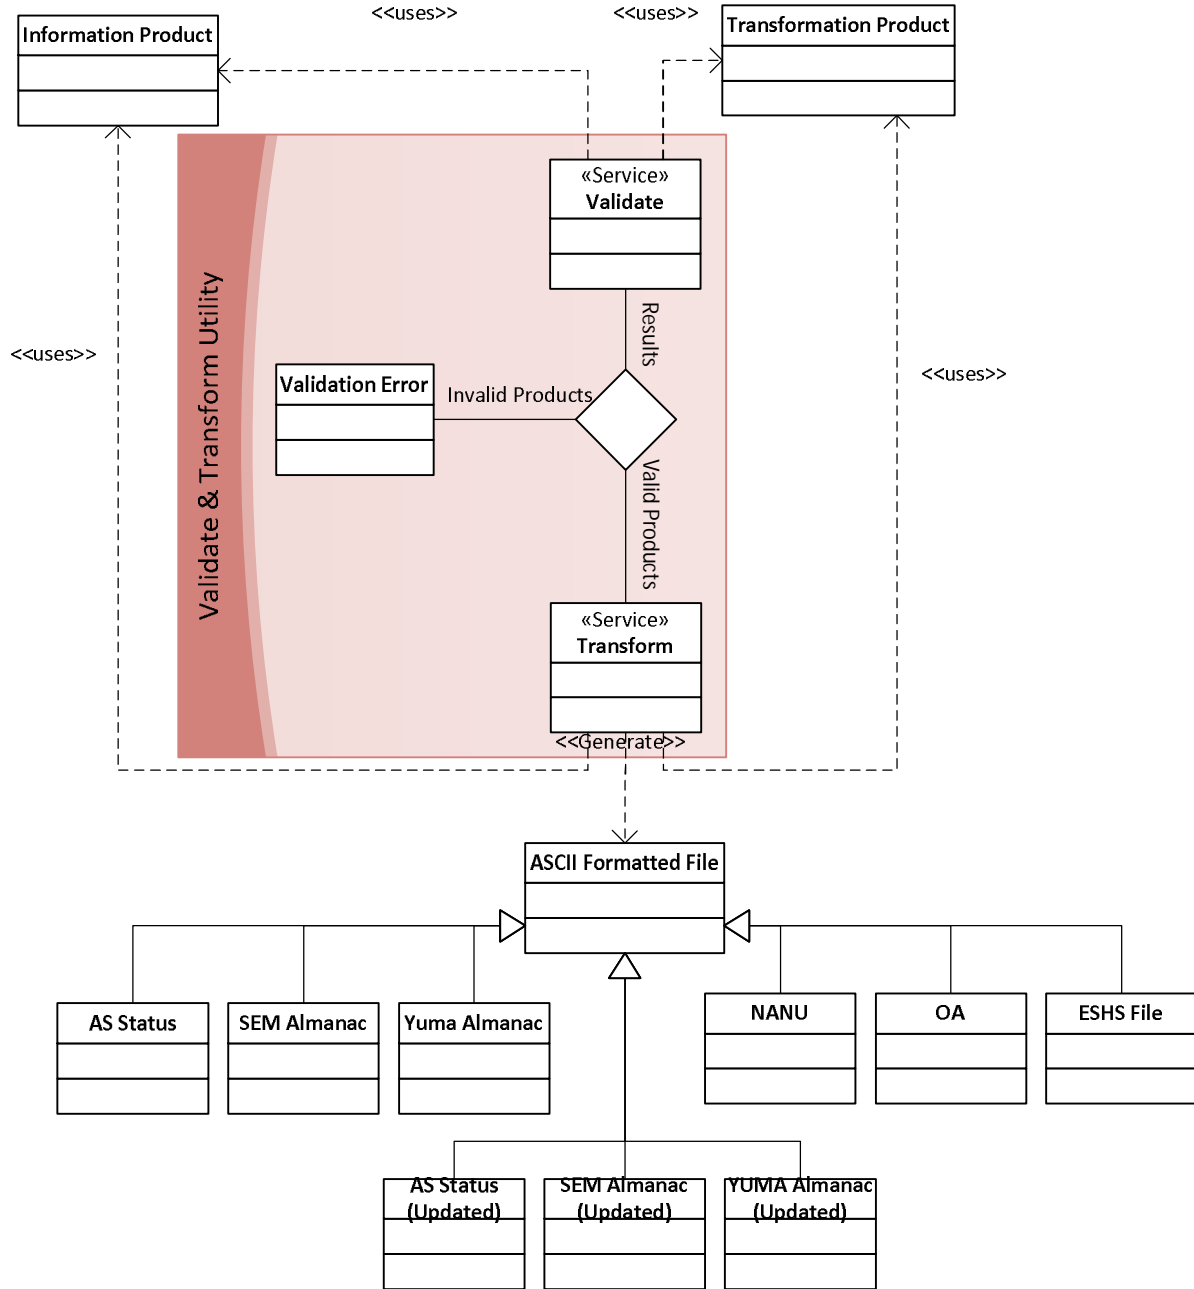 <<uses>>
<<uses>>
Information Product
Transformation Product
«Service»
Validate
Results
<<uses>>
<<uses>>
Validate & Transform Utility
Validation Error
Invalid Products
Valid Products
«Service»
Transform
<<Generate>>
ASCII Formatted File
AS Status
SEM Almanac
Yuma Almanac
NANU
OA
ESHS File
AS Status
(Updated)
SEM Almanac
(Updated)
YUMA Almanac
(Updated)